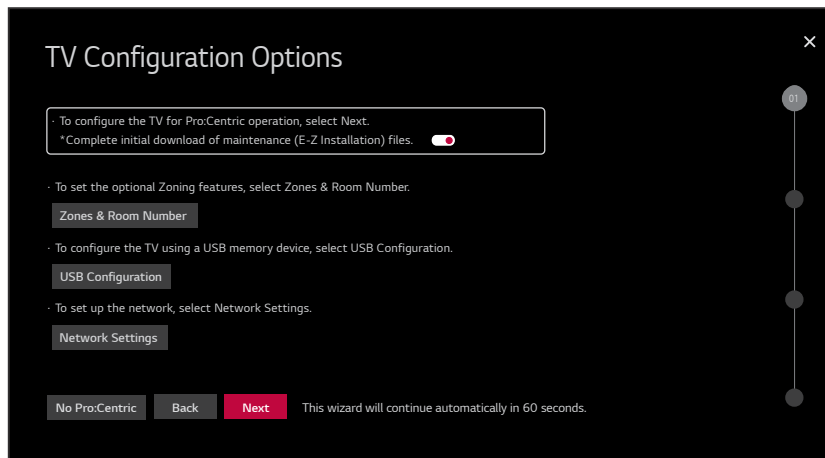 TV Configuration Options
01
· To configure the TV for Pro:Centric operation, select Next.
*Complete initial download of maintenance (E-Z Installation) files.
· To set the optional Zoning features, select Zones & Room Number.
Zones & Room Number
· To configure the TV using a USB memory device, select USB Configuration.
USB Configuration
· To set up the network, select Network Settings.
Network Settings
No Pro:Centric Back Next This wizard will continue automatically in 60 seconds.